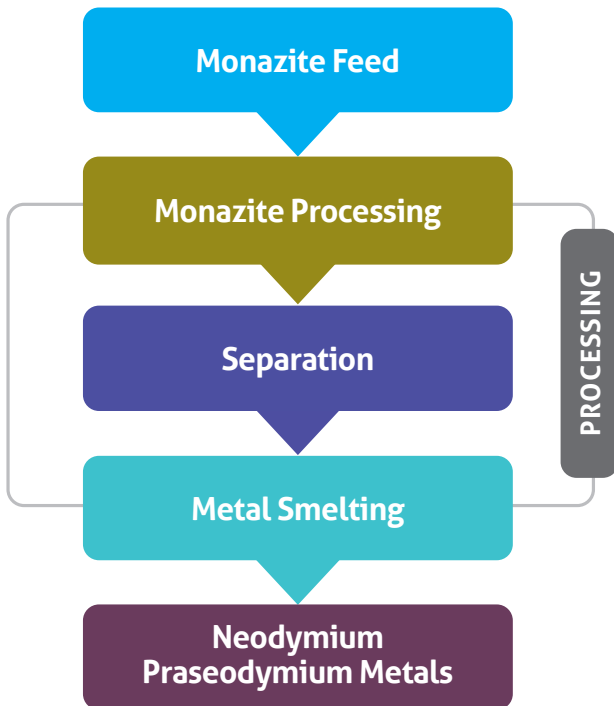 Monazite Feed
Monazite Processing
PROCESSING
Separation
Metal Smelting
Neodymium
Praseodymium Metals